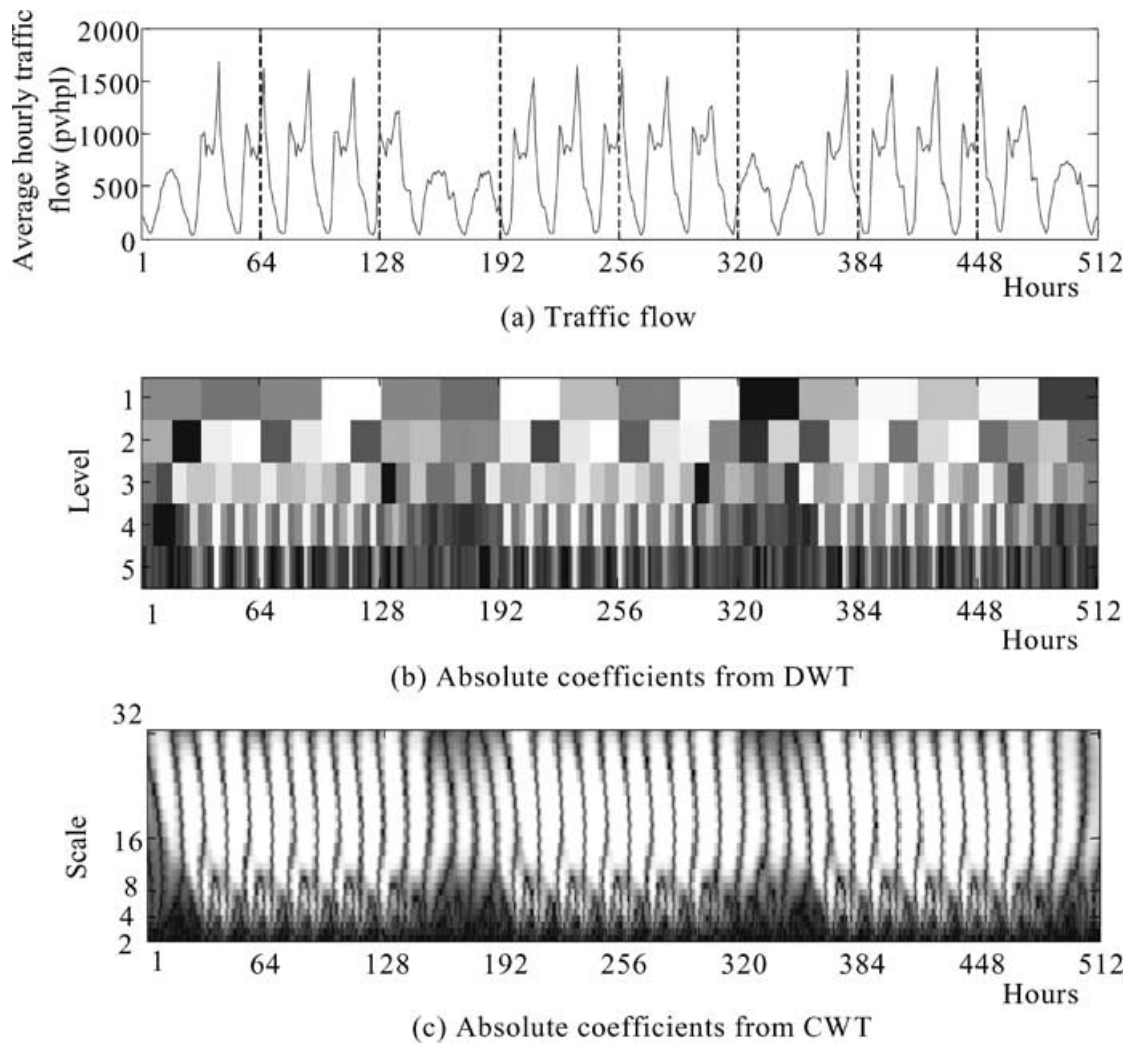 Average hourly traffic
flow (pvhpl)
2000
1500
1000
500
0
1 64 128 192 256 320 384 448 512
Hours
(a) Traffic flow
Level
1
2
3
4
5
1 64 128 192 256 320 384 448 512
Hours
(b) Absolute coefficients from DWT
Scale
32
16
8
4
2
1 64 128 192 256 320 384 448 512
Hours
(c) Absolute coefficients from CWT